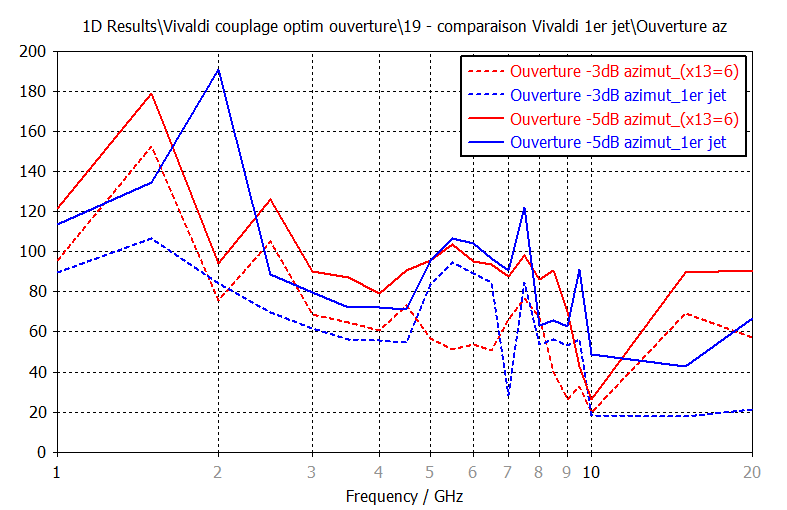 1D Results\Vivaldi couplage optim ouverture\19 - comparaison Vivaldi 1er jet\Ouverture az
200
180
160
140
120
100
80
60
40
20
0
Ouverture -3dB azimut_(x13=6)
Ouverture -3dB azimut_1er jet
Ouverture -5dB azimut_(x13=6)
Ouverture -5dB azimut_1er jet
1 2 3 4 5 6 7 8 9 10 20
Frequency / GHz